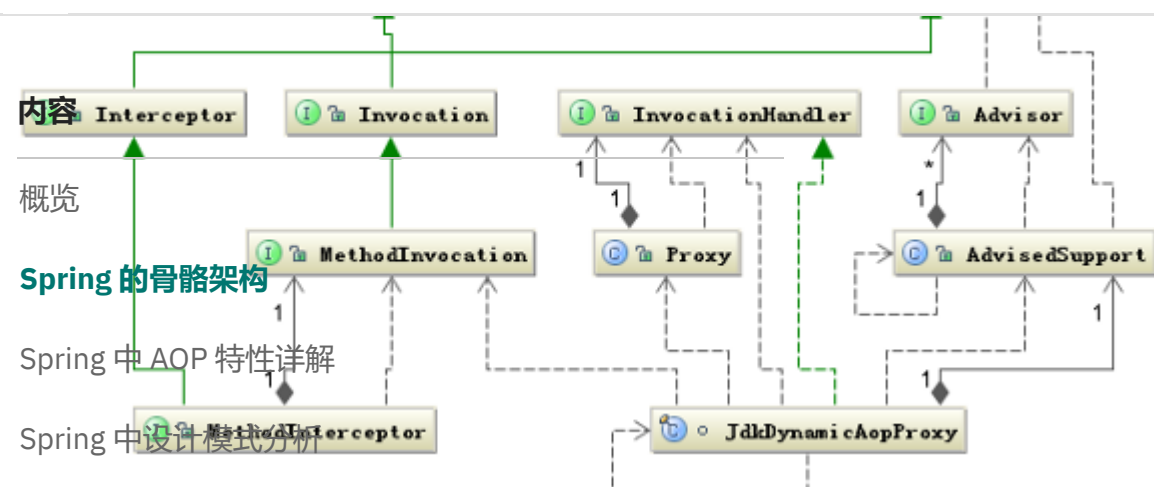 内容
Interceptor
Invocation
InvocationHandler
Advisor
1
1
*
1
概览
MethodInvocation
Proxy
AdvisedSupport
Spring 的骨骼架构
1
1
Spring 中 AOP 特性详解
1
1
MethodInterceptor
JdkDynamicAopProxy
Spring 中设计模式分析